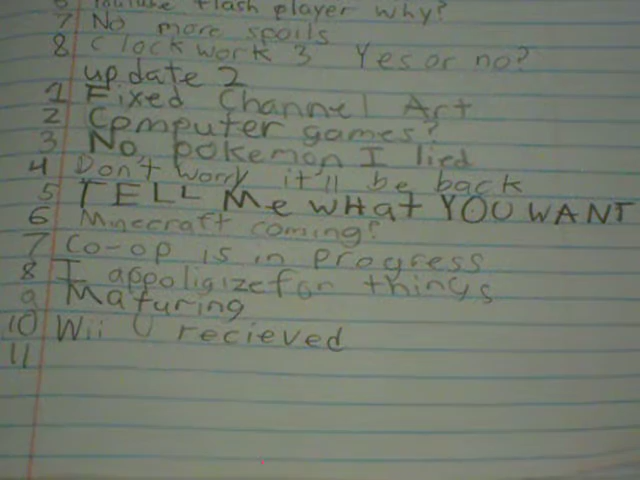 6 Youtube flash player why?
7 No more spoils
8 Clockwork 3 Yes or no?
update 2
1 Fixed Channel Art
2 Computer games?
3 No pokemon I lied
4 Don't worry it'll be back
5 TELL Me wHat YOU WANT
6 Minecraft coming?
7 Co-op is in progress
8 I appoligize for things
9 Maturing
10 Wii U recieved
11